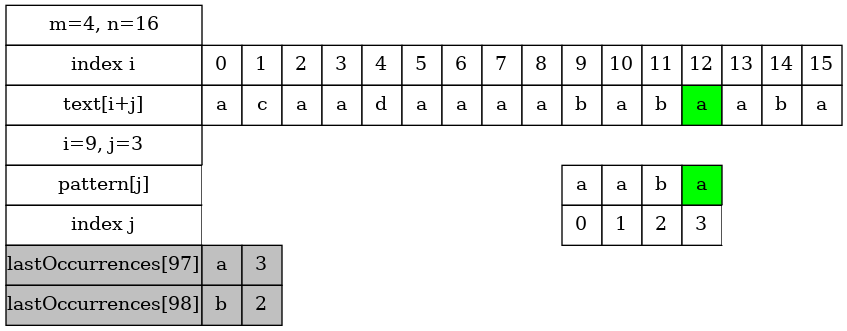 m=4, n=16
index i 0 1 2 3 4 5 6 7 8 9 10 11 12 13 14 15
text[i+j] a c a a d a a a a b a b a a b a
i=9, j=3
pattern[j] a a b a
index j 0 1 2 3
lastOccurrences[97] a 3
lastOccurrences[98] b 2